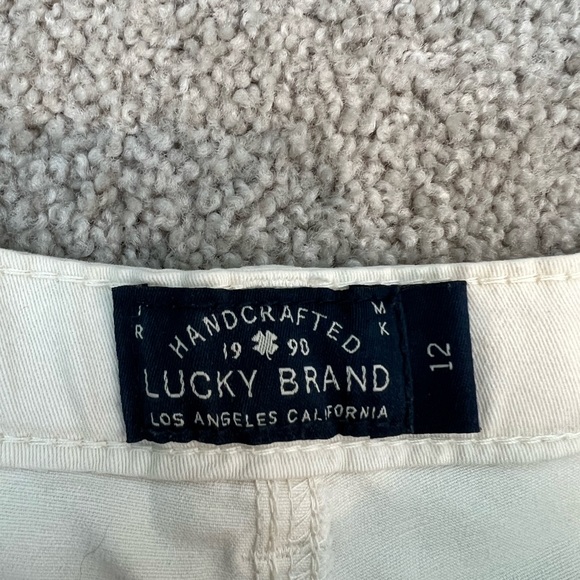 HANDCRAFTED
19 90
LUCKY BRAND
LOS ANGELES CALIFORNIA
M
K
12